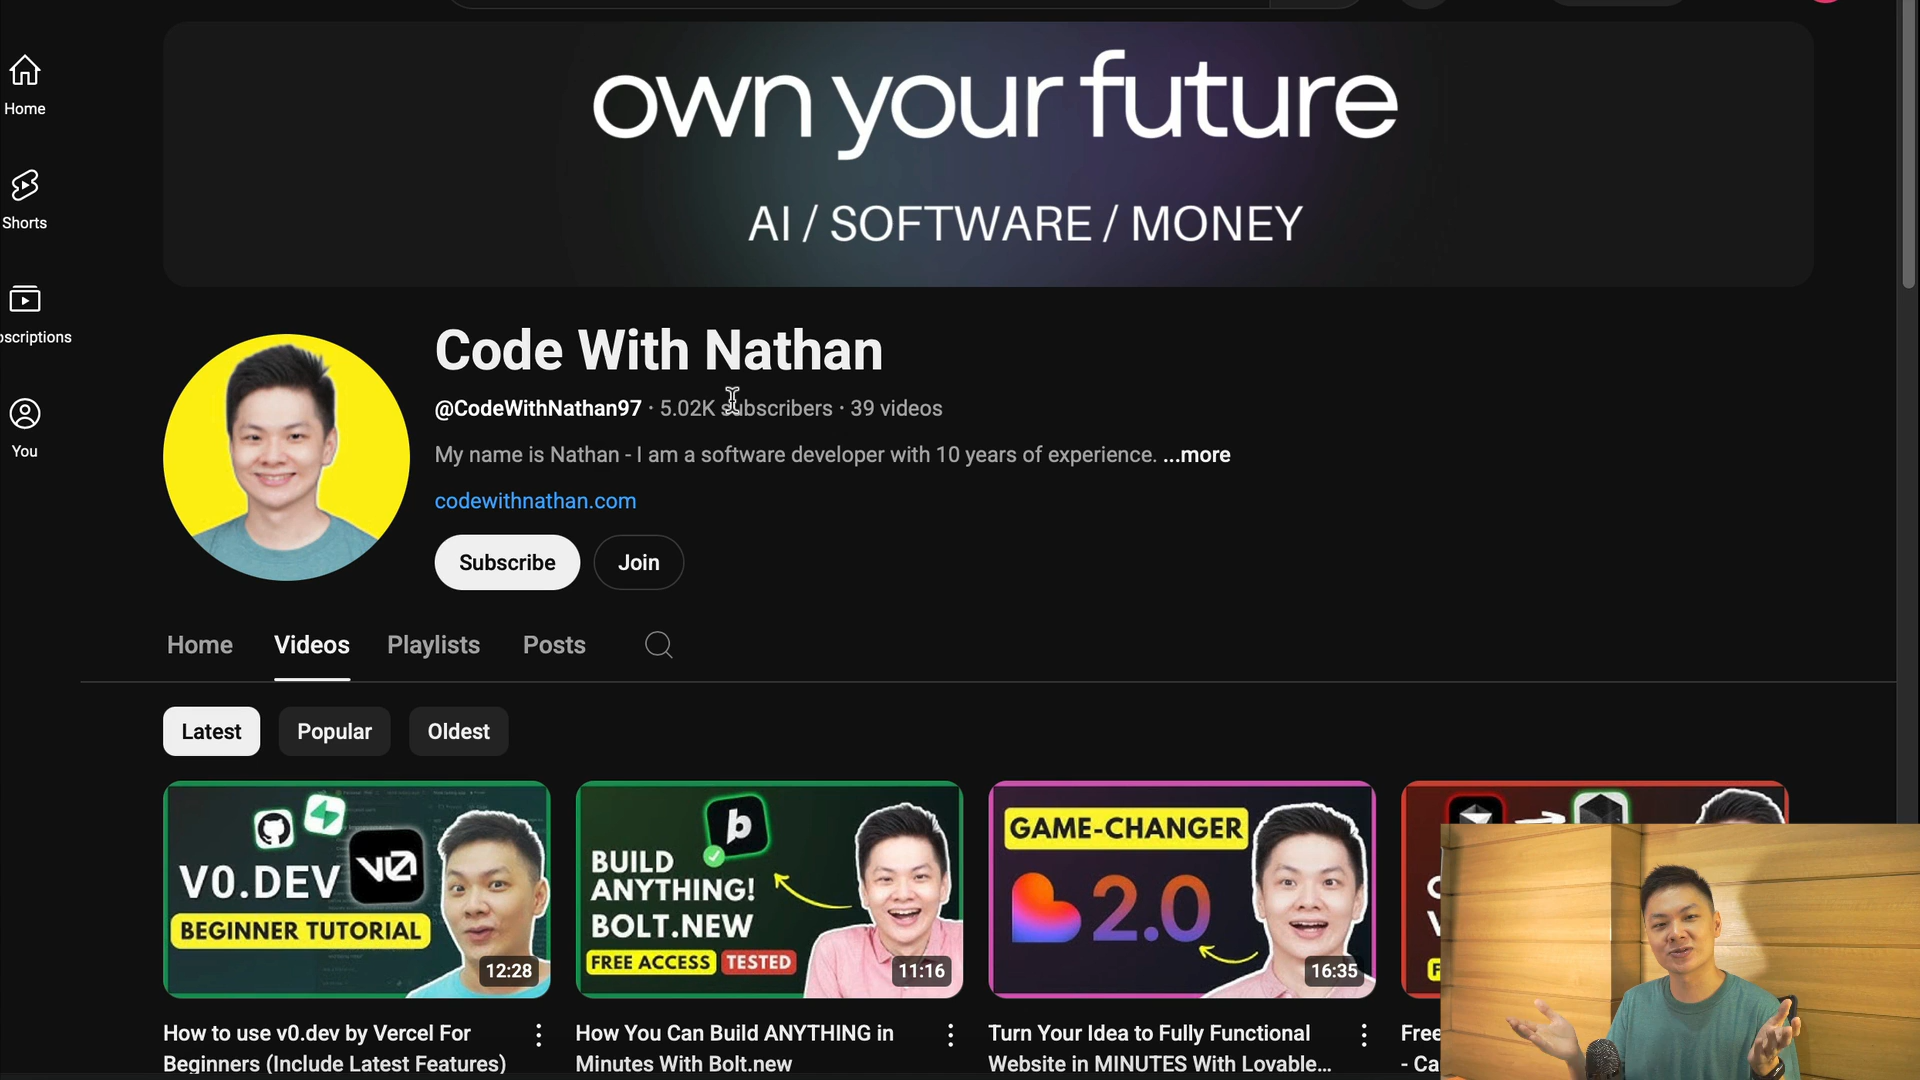 own your future
AI / SOFTWARE / MONEY
Home
Shorts
bscriptions
You
Code With Nathan
@CodeWithNathan97 · 5.02K subscribers · 39 videos
My name is Nathan - I am a software developer with 10 years of experience. ...more
codewithnathan.com
Subscribe
Join
Home
Videos
Playlists
Posts
Latest
Popular
Oldest
V0.DEV
v0
BEGINNER TUTORIAL
12:28
b
BUILD
ANYTHING!
BOLT.NEW
FREE ACCESS
TESTED
11:16
GAME-CHANGER
2.0
16:35
How to use v0.dev by Vercel For
Beginners (Include Latest Features)
How You Can Build ANYTHING in
Minutes With Bolt.new
Turn Your Idea to Fully Functional
Website in MINUTES With Lovable...
Free
- Ca